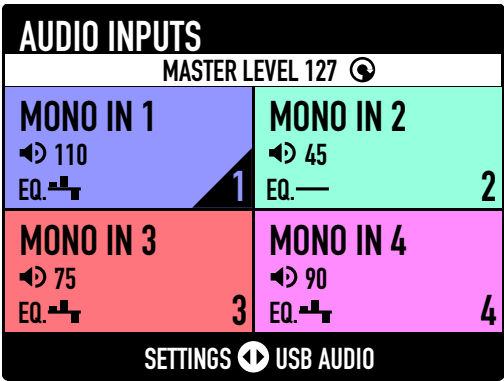 AUDIO INPUTS
MASTER LEVEL 127
MONO IN 1
110
EQ.
1
MONO IN 2
45
EQ.
2
MONO IN 3
75
EQ.
3
MONO IN 4
90
EQ.
4
SETTINGS USB AUDIO